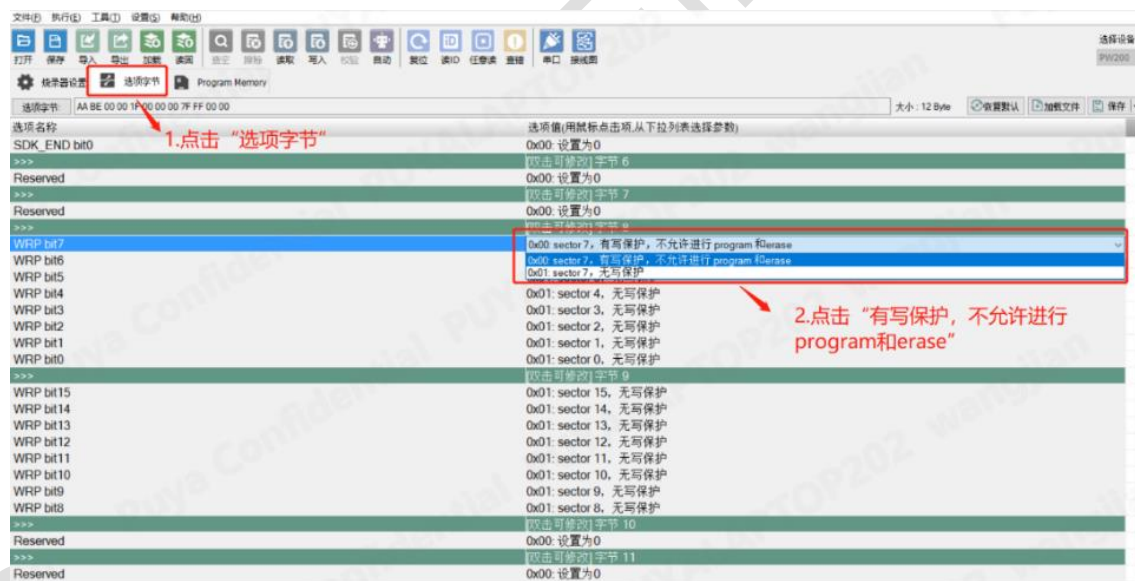 文件(F) 执行(E) 工具(T) 设置(S) 帮助(H)
打开 保存 导入 导出 加载 读回 查空 擦除 读取 写入 校验 自动 复位 读ID 任意读 查错 串口 接线图
选择设备
PW200
烧录器设置 选项字节 Program Memory
选项字节: AA BE 00 00 1F 00 00 00 7F FF 00 00 大小: 12 Byte 恢复默认 加载文件 保存
选项名称 选项值(用鼠标点击项,从下拉列表选择参数)
1.点击“选项字节”
SDK_END bit0 0x00: 设置为0
>>> [双击可修改] 字节 6
Reserved 0x00: 设置为0
>>> [双击可修改] 字节 7
Reserved 0x00: 设置为0
>>> [双击可修改] 字节 8
WRP bit7 0x00: sector 7，有写保护，不允许进行 program 和erase
WRP bit6 0x00: sector 7，有写保护，不允许进行 program 和erase
WRP bit5 0x01: sector 7，无写保护
WRP bit4 0x01: sector 4，无写保护
WRP bit3 0x01: sector 3，无写保护
WRP bit2 0x01: sector 2，无写保护
WRP bit1 0x01: sector 1，无写保护
WRP bit0 0x01: sector 0，无写保护
2.点击“有写保护，不允许进行
program和erase”
>>> [双击可修改] 字节 9
WRP bit15 0x01: sector 15，无写保护
WRP bit14 0x01: sector 14，无写保护
WRP bit13 0x01: sector 13，无写保护
WRP bit12 0x01: sector 12，无写保护
WRP bit11 0x01: sector 11，无写保护
WRP bit10 0x01: sector 10，无写保护
WRP bit9 0x01: sector 9，无写保护
WRP bit8 0x01: sector 8，无写保护
>>> [双击可修改] 字节 10
Reserved 0x00: 设置为0
>>> [双击可修改] 字节 11
Reserved 0x00: 设置为0